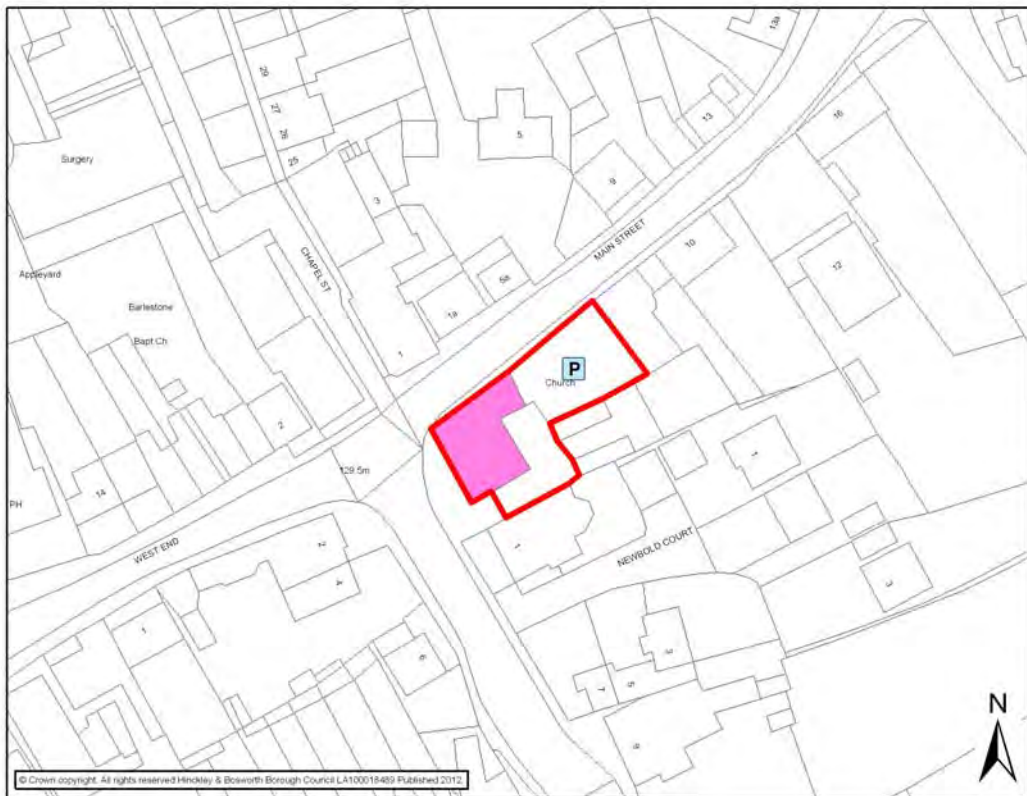 13a
29
27
26
25
5
13
16
Surgery
3
9
MAIN STREET
10
12
CHAPEL ST
Appleyard
5a
1a
Barlestone
Bapt Ch
1
P
Church
2
129.5m
14
PH
WEST END
1
1
NEWBOLD COURT
2
4
3
1
6
3
7
5
9
N
© Crown copyright. All rights reserved Hinckley & Bosworth Borough Council LA100018489 Published 2012